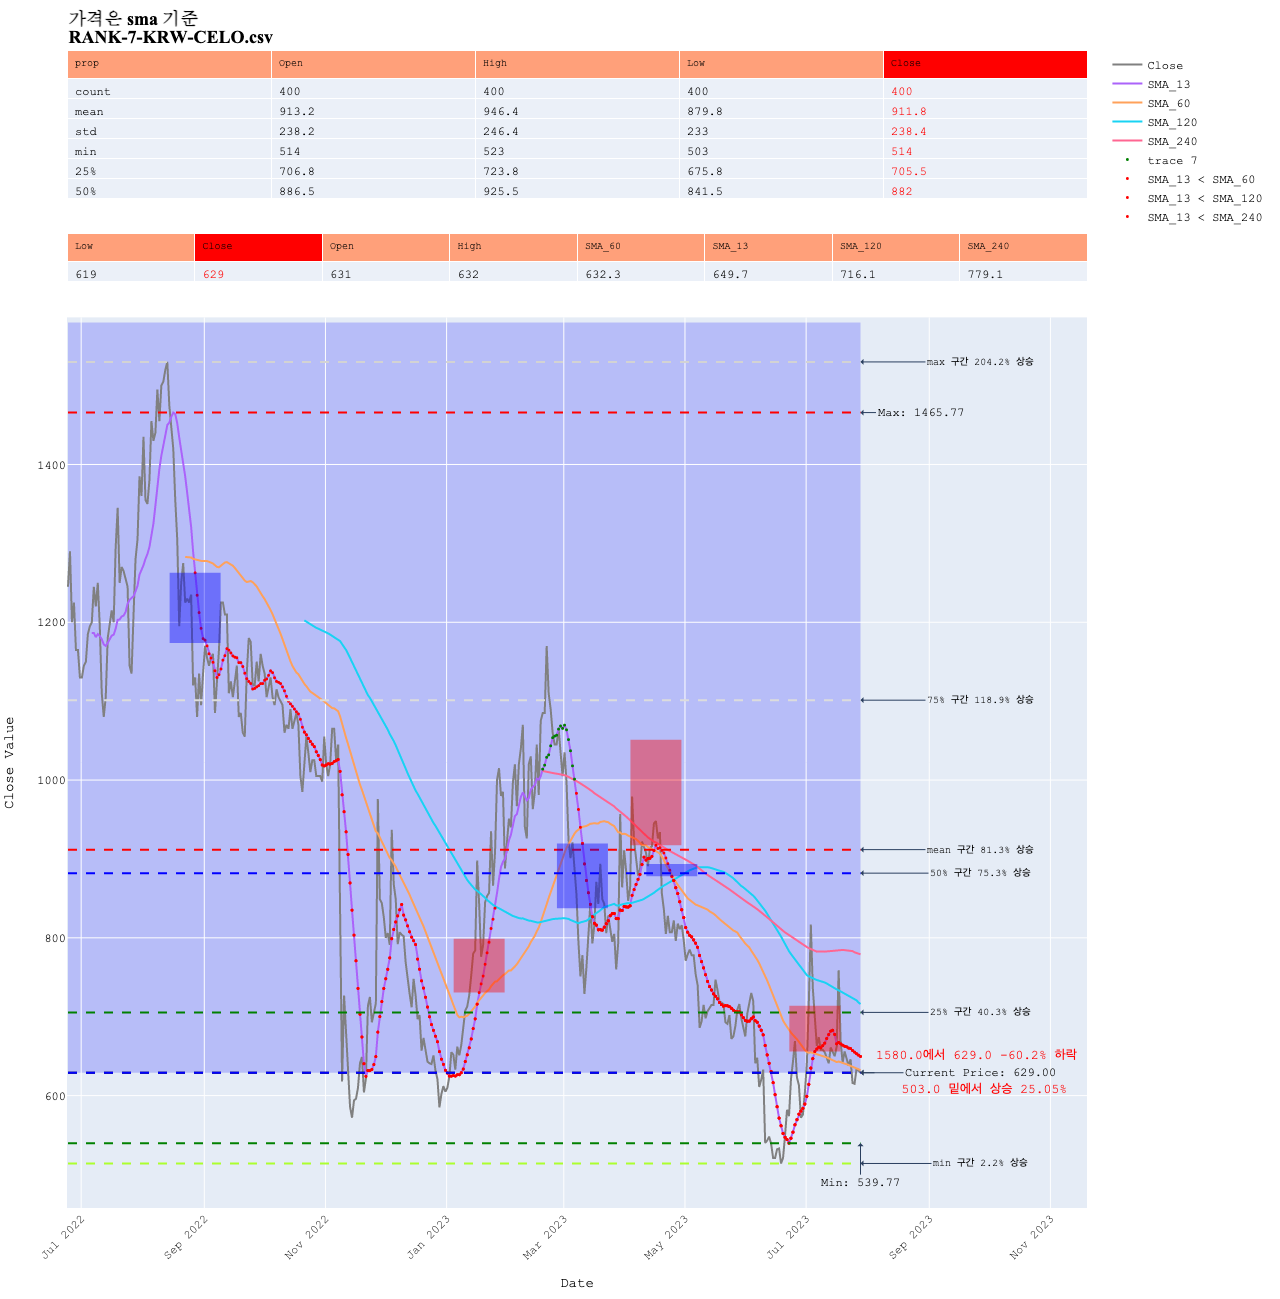 가격은 sma 기준
RANK-7-KRW-CELO.csv
prop Open High Low Close
count 400 400 400 400
mean 913.2 946.4 879.8 911.8
std 238.2 246.4 233 238.4
min 514 523 503 514
25% 706.8 723.8 675.8 705.5
50% 886.5 925.5 841.5 882
Close
SMA_13
SMA_60
SMA_120
SMA_240
trace 7
SMA_13 < SMA_60
SMA_13 < SMA_120
SMA_13 < SMA_240
Low Close Open High SMA_60 SMA_13 SMA_120 SMA_240
619 629 631 632 632.3 649.7 716.1 779.1
max 구간 204.2% 상승
Max: 1465.77
75% 구간 118.9% 상승
mean 구간 81.3% 상승
50% 구간 75.3% 상승
25% 구간 40.3% 상승
1580.0에서 629.0 -60.2% 하락
Current Price: 629.00
503.0 밑에서 상승 25.05%
min 구간 2.2% 상승
Min: 539.77
1400
1200
1000
800
600
Close Value
Jul 2022
Sep 2022
Nov 2022
Jan 2023
Mar 2023
May 2023
Jul 2023
Sep 2023
Nov 2023
Date